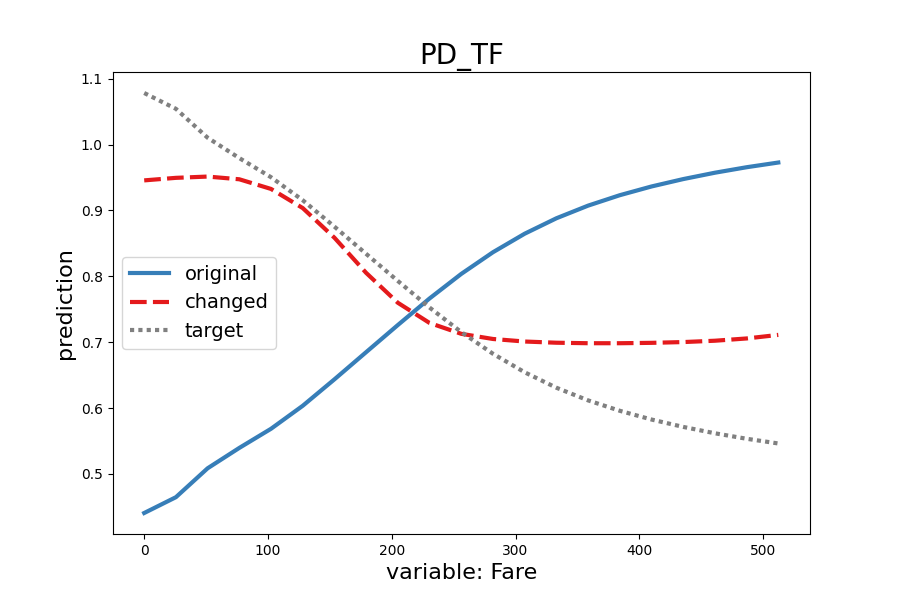 PD_TF
1.1
1.0
0.9
0.8
0.7
0.6
0.5
prediction
original
changed
target
0 100 200 300 400 500
variable: Fare